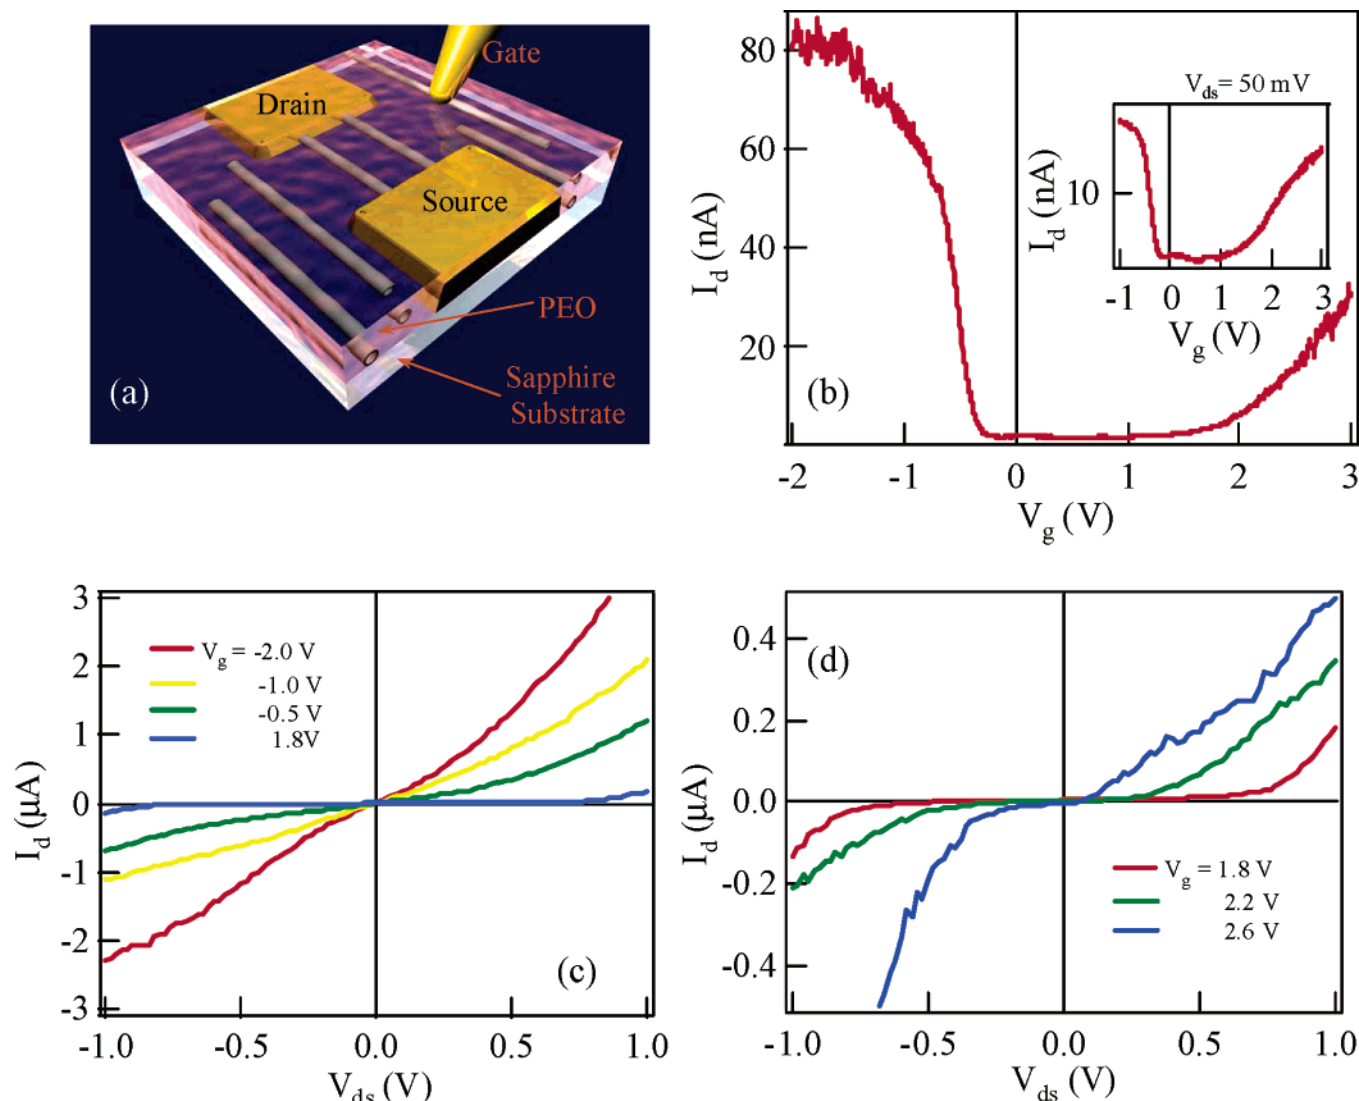 Gate
Drain
Source
PEO
Sapphire
Substrate
(a)
80
60
40
20
I_d (nA)
-2 -1 0 1 2 3
V_g (V)
(b)
V_ds= 50 mV
10
I_d (nA)
-1 0 1 2 3
V_g (V)
3
2
1
0
-1
-2
-3
I_d (μA)
V_g = -2.0 V
-1.0 V
-0.5 V
1.8V
(c)
-1.0 -0.5 0.0 0.5 1.0
V_ds (V)
0.4
0.2
0.0
-0.2
-0.4
I_d (μA)
(d)
V_g = 1.8 V
2.2 V
2.6 V
-1.0 -0.5 0.0 0.5 1.0
V_ds (V)